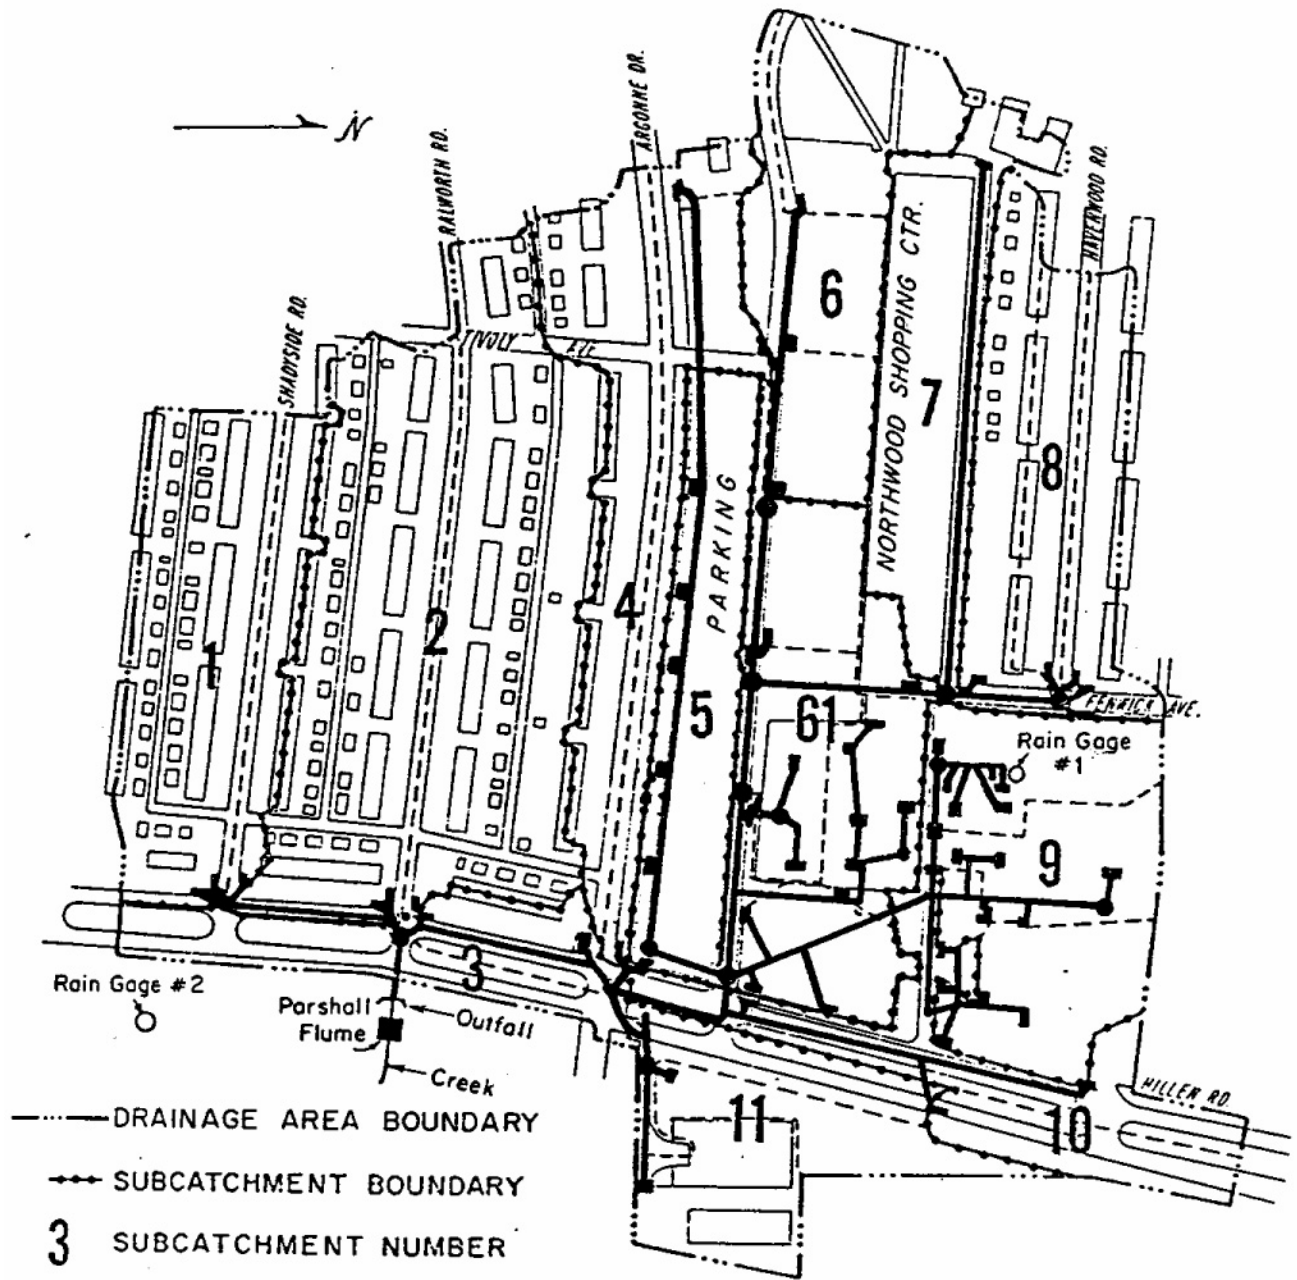 N
ARGONNE DR.
RALWORTH RD.
HAVERWOOD RD.
SHADYSIDE RD.
TIVOLY AVE
6
NORTHWOOD SHOPPING CTR.
7
8
PARKING
1
2
4
5
61
FENWICK AVE.
Rain Gage
#1
9
3
Rain Gage #2
Parshall
Flume
Outfall
Creek
HILLEN RD.
11
10
DRAINAGE AREA BOUNDARY
SUBCATCHMENT BOUNDARY
3 SUBCATCHMENT NUMBER